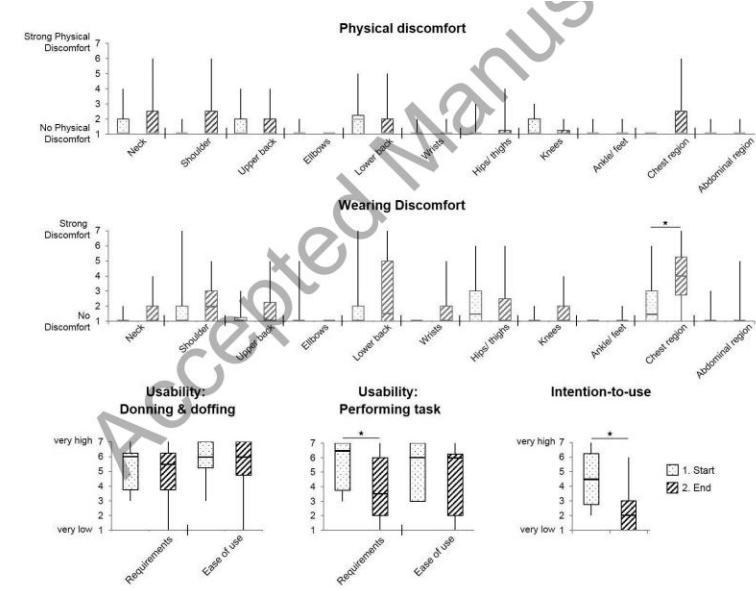 Physical discomfort
Strong Physical
Discomfort
7
6
5
4
3
2
No Physical
Discomfort
1
Neck
Shoulder
Upper back
Ellbows
Lower back
Wrists
Hips/ thighs
Knees
Ankle/ feet
Chest region
Abdominal region
Wearing Discomfort
Strong
Discomfort
7
6
5
4
3
2
No
Discomfort
1
*
Neck
Shoulder
Upper back
Ellbows
Lower back
Wrists
Hips/ thighs
Knees
Ankle/ feet
Chest region
Abdominal region
Usability:
Donning & doffing
very high 7
6
5
4
3
2
very low 1
Requirements
Ease of use
Usability:
Performing task
*
7
6
5
4
3
2
1
Requirements
Ease of use
Intention-to-use
*
very high 7
6
5
4
3
2
very low 1
1. Start
2. End
Accepted Manus